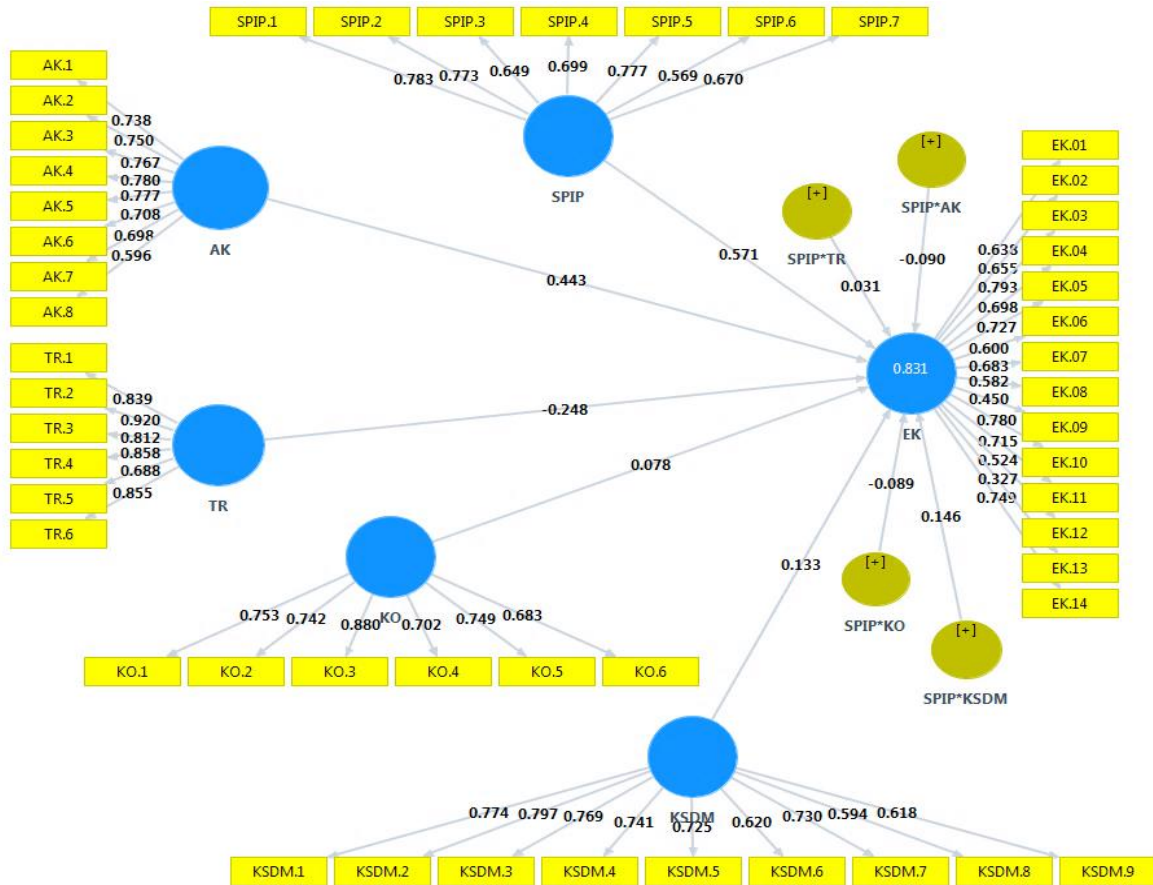 SPIP.1 SPIP.2 SPIP.3 SPIP.4 SPIP.5 SPIP.6 SPIP.7
0.783 0.773 0.649 0.699 0.777 0.569 0.670
SPIP
AK.1
AK.2
AK.3
AK.4
AK.5
AK.6
AK.7
AK.8
0.738
0.750
0.767
0.780
0.777
0.708
0.698
0.596
AK
TR.1
TR.2
TR.3
TR.4
TR.5
TR.6
0.839
0.920
0.812
0.858
0.688
0.855
TR
[+]
SPIP*TR
[+]
SPIP*AK
0.571
0.031
-0.090
0.443
-0.248
0.078
0.133
-0.089
0.146
0.831
EK
0.638
0.655
0.793
0.698
0.727
0.600
0.683
0.582
0.450
0.780
0.715
0.524
0.327
0.749
EK.01
EK.02
EK.03
EK.04
EK.05
EK.06
EK.07
EK.08
EK.09
EK.10
EK.11
EK.12
EK.13
EK.14
[+]
SPIP*KO
[+]
SPIP*KSDM
KO
0.753 0.742 0.880 0.702 0.749 0.683
KO.1 KO.2 KO.3 KO.4 KO.5 KO.6
KSDM
0.774 0.797 0.769 0.741 0.725 0.620 0.730 0.594 0.618
KSDM.1 KSDM.2 KSDM.3 KSDM.4 KSDM.5 KSDM.6 KSDM.7 KSDM.8 KSDM.9